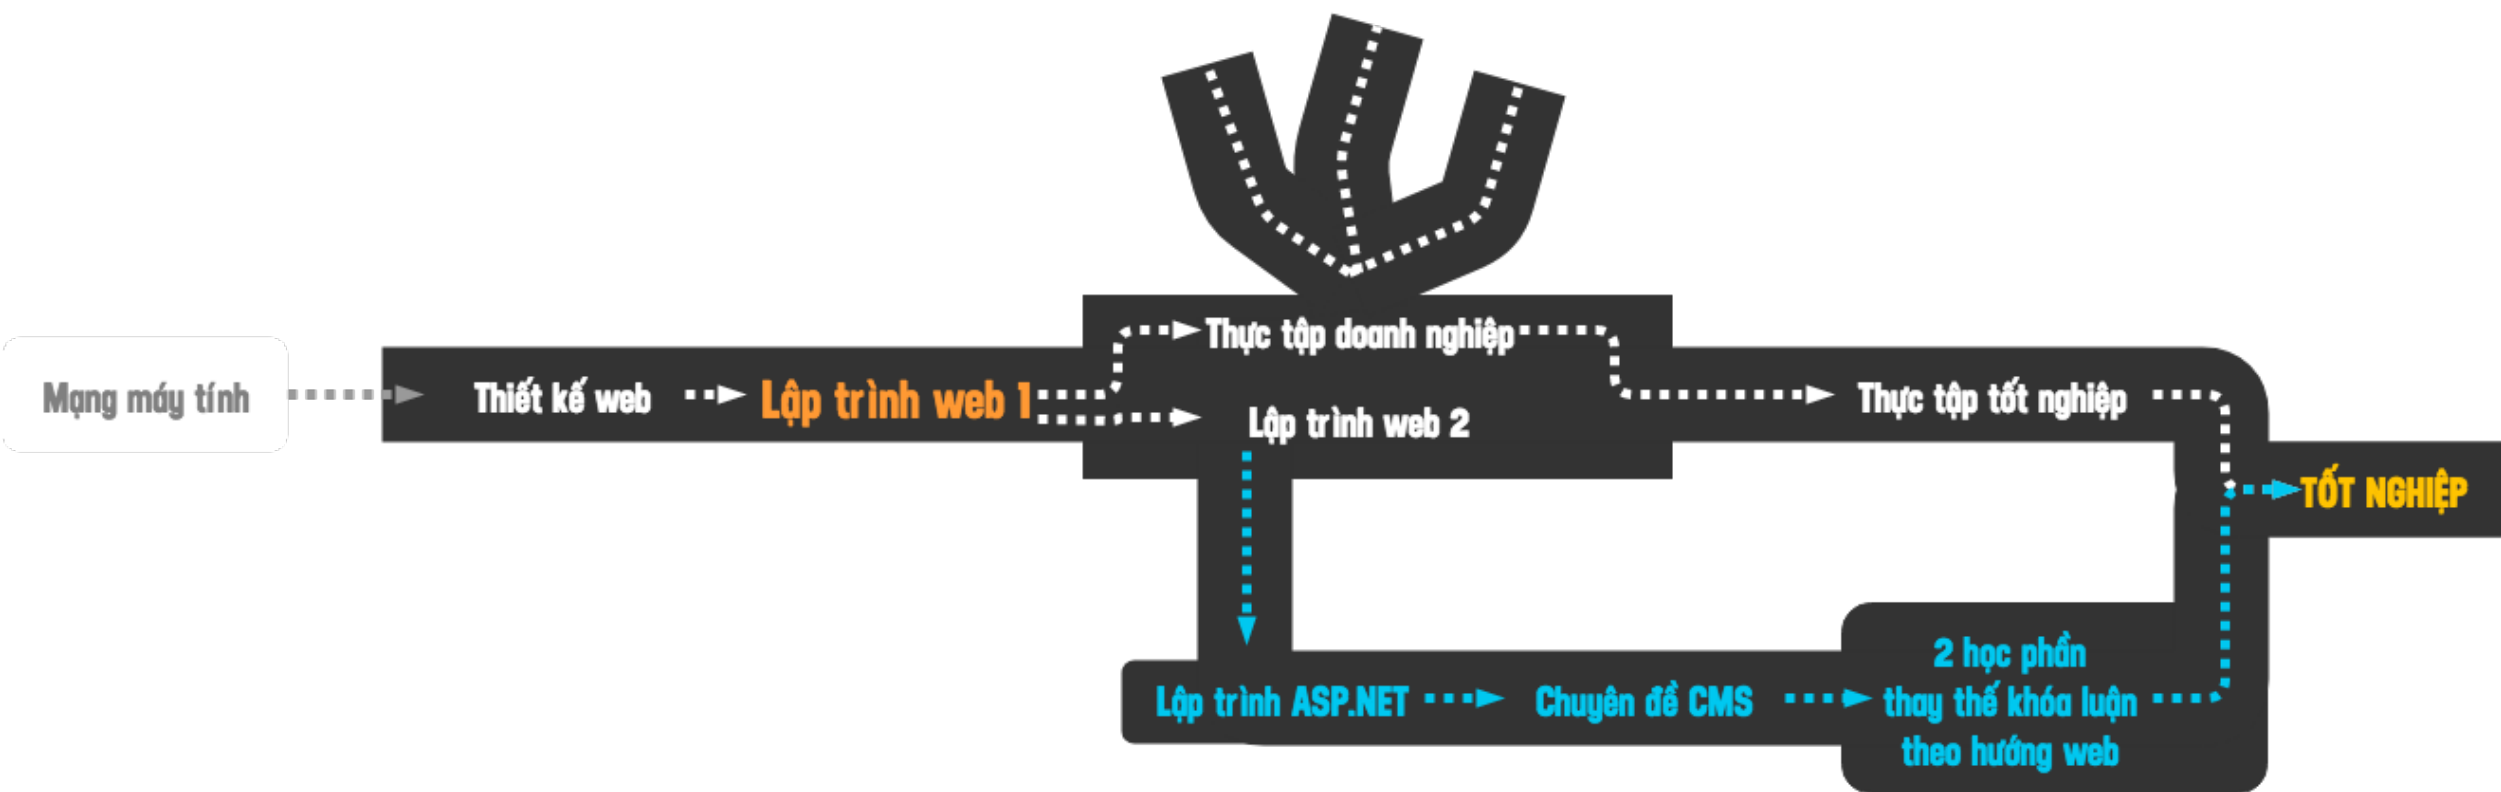 Mạng máy tính
Thiết kế web
Lập trình web 1
Thực tập doanh nghiệp
Lập trình web 2
Thực tập tốt nghiệp
TỐT NGHIỆP
Lập trình ASP.NET
Chuyên đề CMS
2 học phần
thay thế khóa luận
theo hướng web